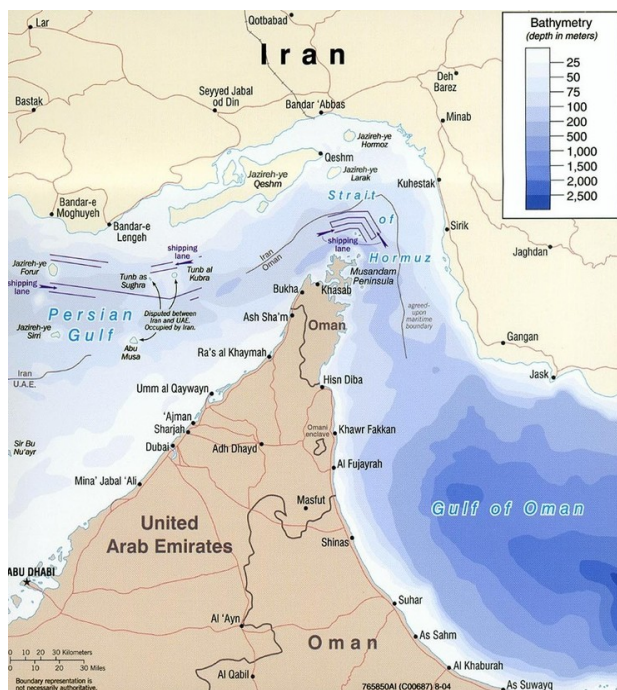 Lar
Qotbabad
Iran
Bastak
Seyyed Jabal
od Din
Bandar 'Abbas
Deh
Barez
Minab
Bathymetry
(depth in meters)
25
50
75
100
200
500
1,000
1,500
2,000
2,500
Jazireh-ye
Hormoz
Qeshm
Jazireh-ye
Larak
Jazireh-ye
Qeshm
Kuhestak
Strait
of
Hormuz
Bandar-e
Moghuyeh
Bandar-e
Lengeh
Sirik
Jaghdan
shipping
lane
Iran
Oman
shipping
lane
Musandam
Peninsula
Jazireh-ye
Forur
shipping
lane
Tunb as
Sughra
Tunb al
Kubra
Bukha
Khasab
Persian
Gulf
Disputed between
Iran and UAE.
Occupied by Iran.
Ash Sha'm
Oman
agreed-
upon
maritime
boundary
Jazireh-ye
Sirri
Abu
Musa
Ra's al Khaymah
Gangan
Jask
Iran
U.A.E.
Umm al Qaywayn
Hisn Diba
'Ajman
Sharjah
Dubai
Adh Dhayd
Omani
enclave
Khawr Fakkan
Sir Bu
Nu'ayr
Al Fujayrah
Mina' Jabal 'Ali
Masfut
Gulf of Oman
United
Arab Emirates
Shinas
ABU DHABI
Suhar
Al 'Ayn
Oman
As Sahm
0 10 20 30 Kilometers
0 10 20 30 Miles
Al Qabil
Al Khaburah
Boundary representation is
not necessarily authoritative.
765850AI (C00687) 8-04
As Suwayq